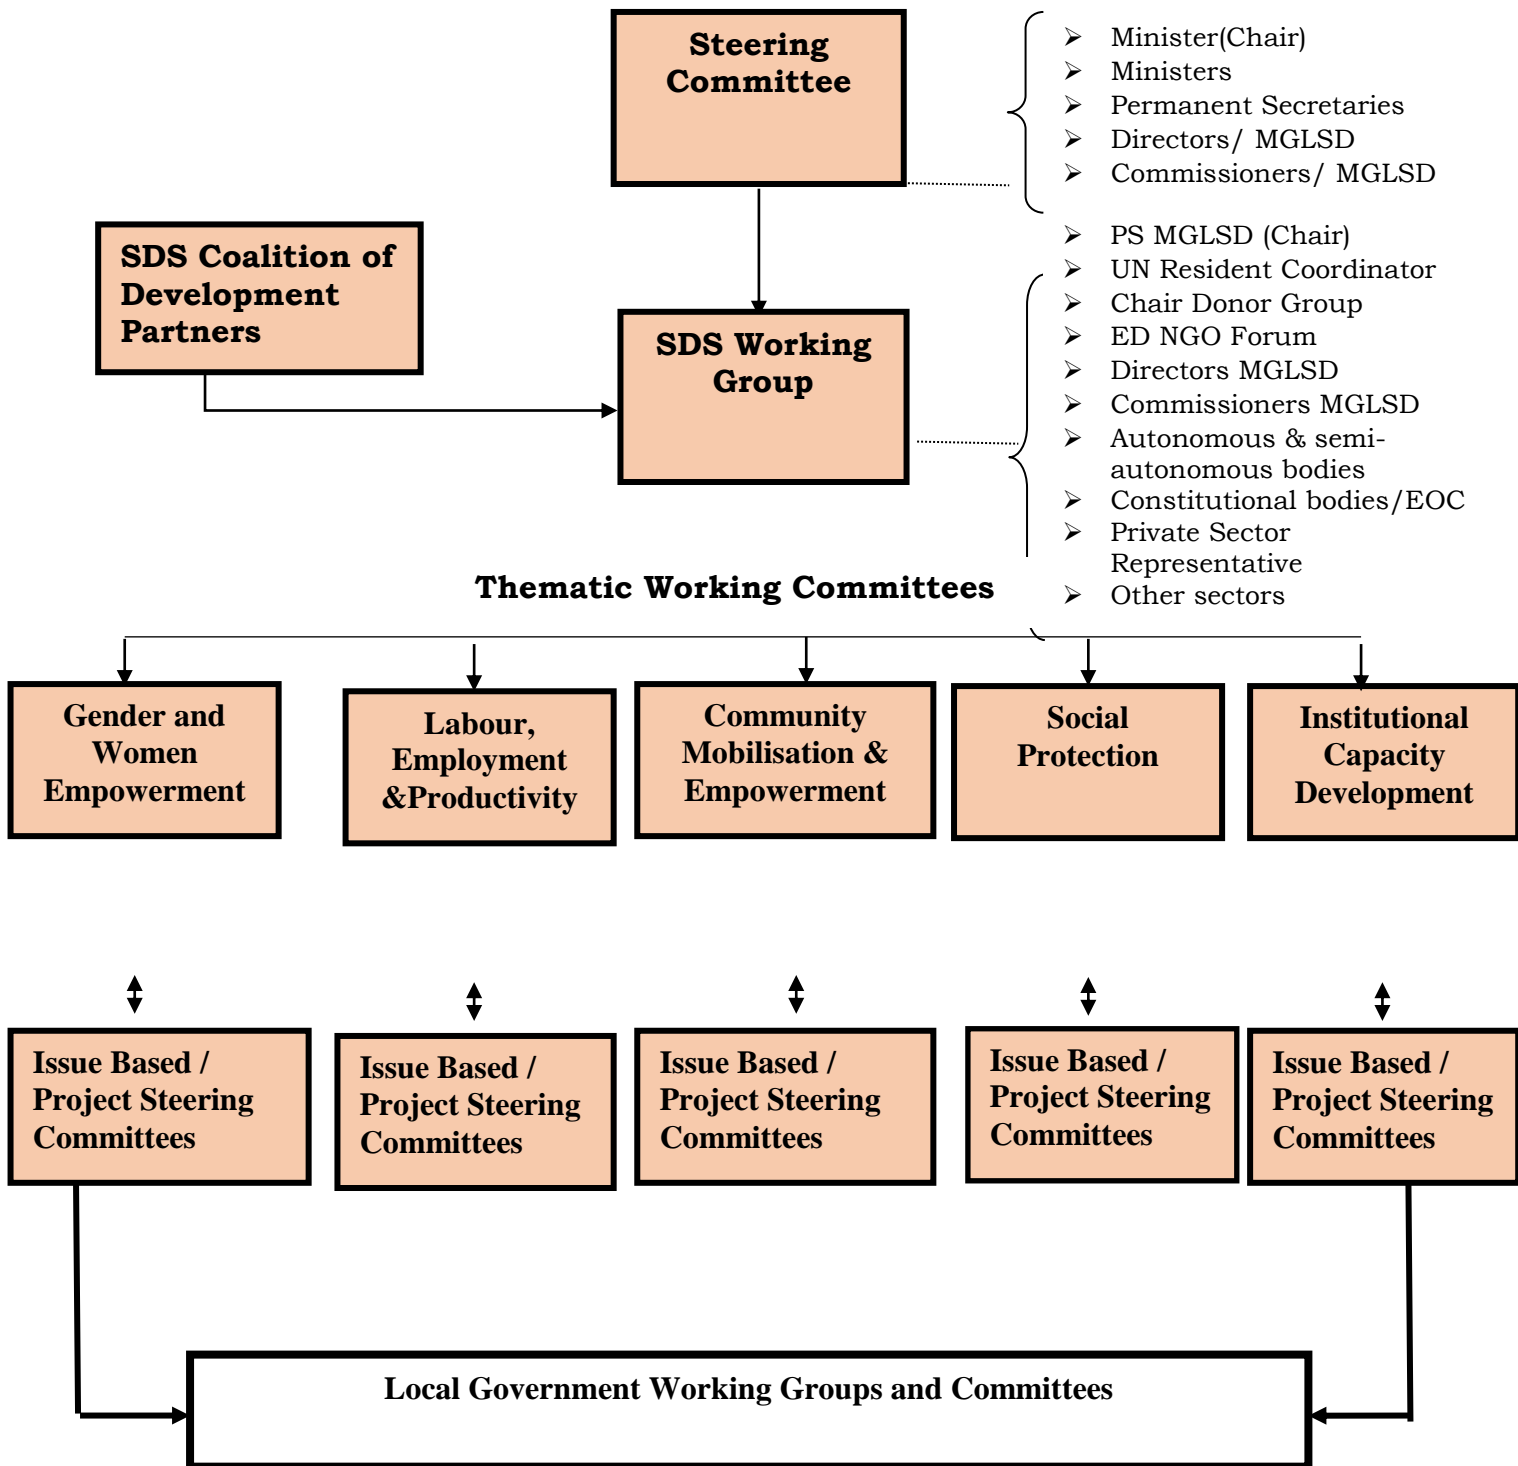 Steering
Committee
➢ Minister(Chair)
➢ Ministers
➢ Permanent Secretaries
➢ Directors/ MGLSD
➢ Commissioners/ MGLSD
SDS Coalition of
Development
Partners
SDS Working
Group
➢ PS MGLSD (Chair)
➢ UN Resident Coordinator
➢ Chair Donor Group
➢ ED NGO Forum
➢ Directors MGLSD
➢ Commissioners MGLSD
➢ Autonomous & semi-
autonomous bodies
➢ Constitutional bodies/EOC
➢ Private Sector
Representative
➢ Other sectors
Thematic Working Committees
Gender and
Women
Empowerment
Labour,
Employment
&Productivity
Community
Mobilisation &
Empowerment
Social
Protection
Institutional
Capacity
Development
Issue Based /
Project Steering
Committees
Issue Based /
Project Steering
Committees
Issue Based /
Project Steering
Committees
Issue Based /
Project Steering
Committees
Issue Based /
Project Steering
Committees
Local Government Working Groups and Committees